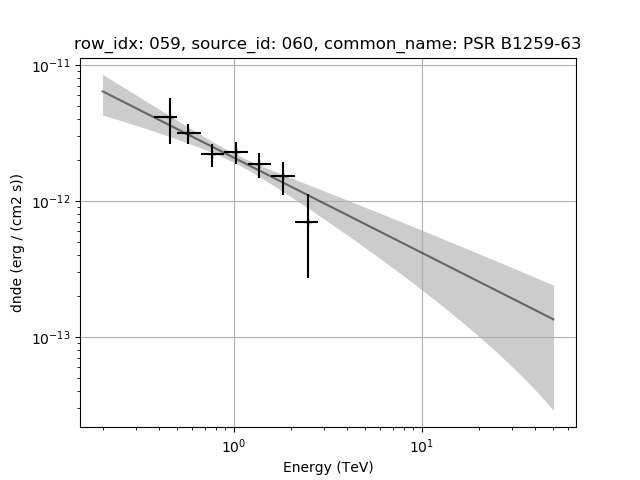 row_idx: 059, source_id: 060, common_name: PSR B1259-63
10⁻¹¹
10⁻¹²
10⁻¹³
dnde (erg / (cm2 s))
10⁰ 10¹
Energy (TeV)